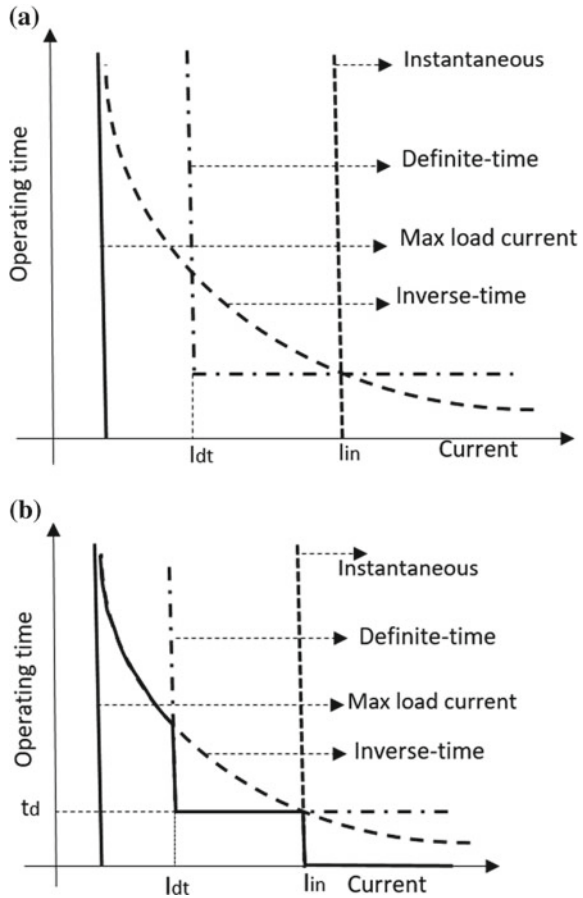 (a)
Operating time
Instantaneous
Definite-time
Max load current
Inverse-time
Idt
Iin
Current
(b)
Operating time
Instantaneous
Definite-time
Max load current
Inverse-time
td
Idt
Iin
Current